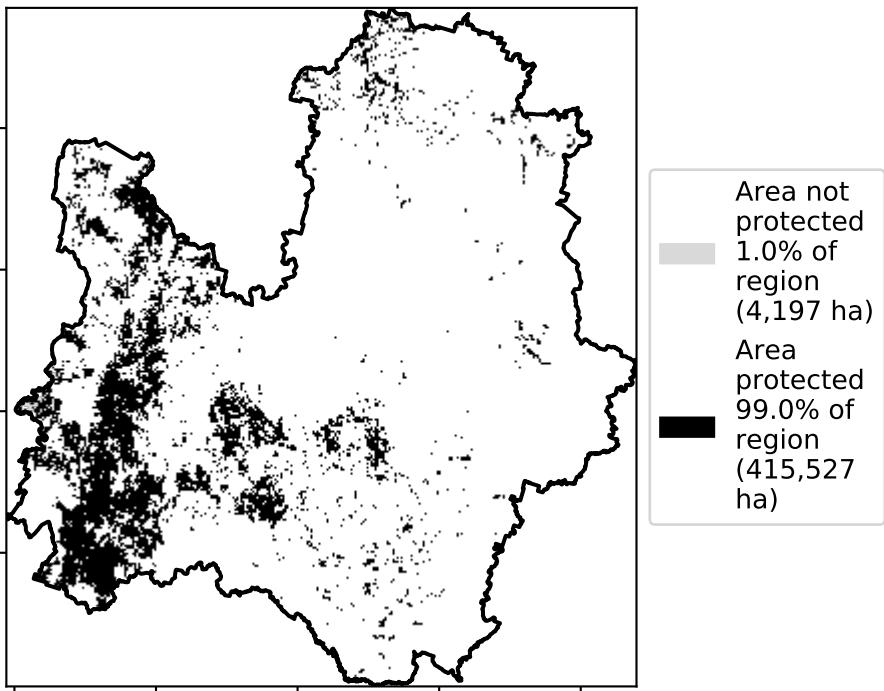 Area not
protected
1.0% of
region
(4,197 ha)
Area
protected
99.0% of
region
(415,527
ha)